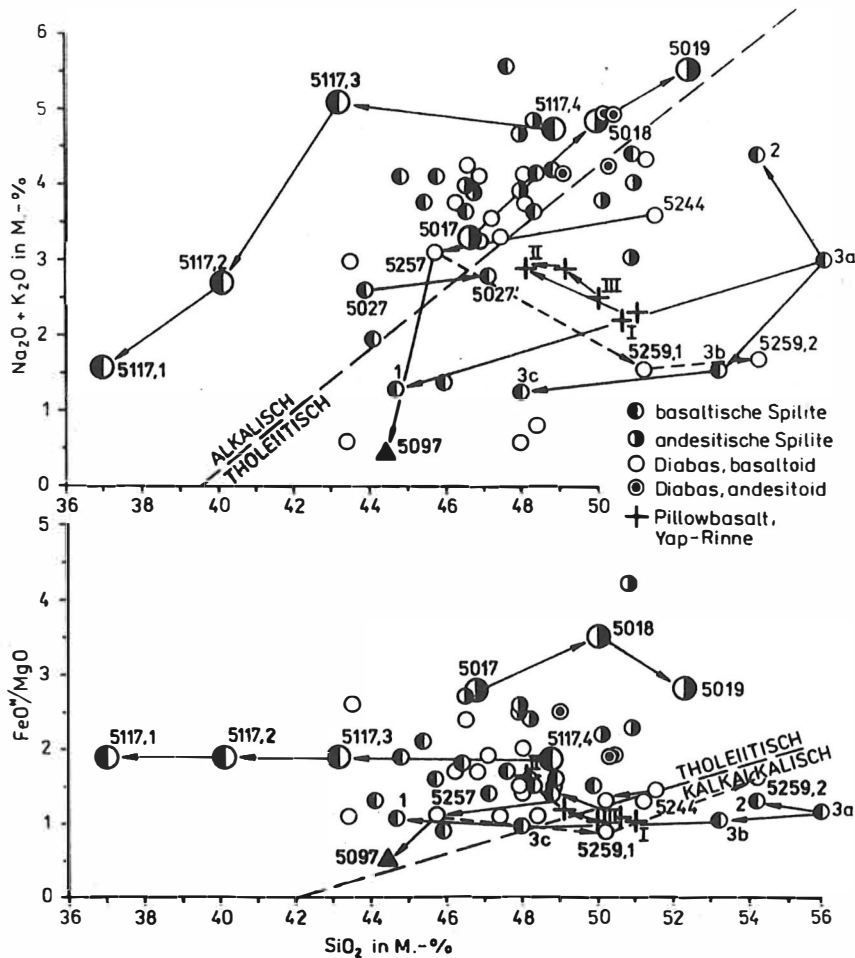 Na₂O + K₂O in M.-%
6
5
4
3
2
1
0
5117,3
5117,4
5019
5018
2
5017
5244
3a
5257
II
III
5117,2
5027
5027'
I
5117,1
1
5259,1
3b
5259,2
3c
5097
ALKALISCH
THOLEIITISCH
basaltische Spilite
andesitische Spilite
Diabas, basaltoid
Diabas, andesitoid
Pillowbasalt,
Yap-Rinne
36 38 40 42 44 46 48 50
FeOˣ/MgO
5
4
3
2
1
0
5018
5017
5019
5117,1
5117,2
5117,3
5117,4
THOLEIITISCH
KALKALKALISCH
II
5257
5244
5259,2
1
2
3a
III
I
3b
3c
5259,1
5097
36 38 40 42 44 46 48 50 52 54 56
SiO₂ in M.-%